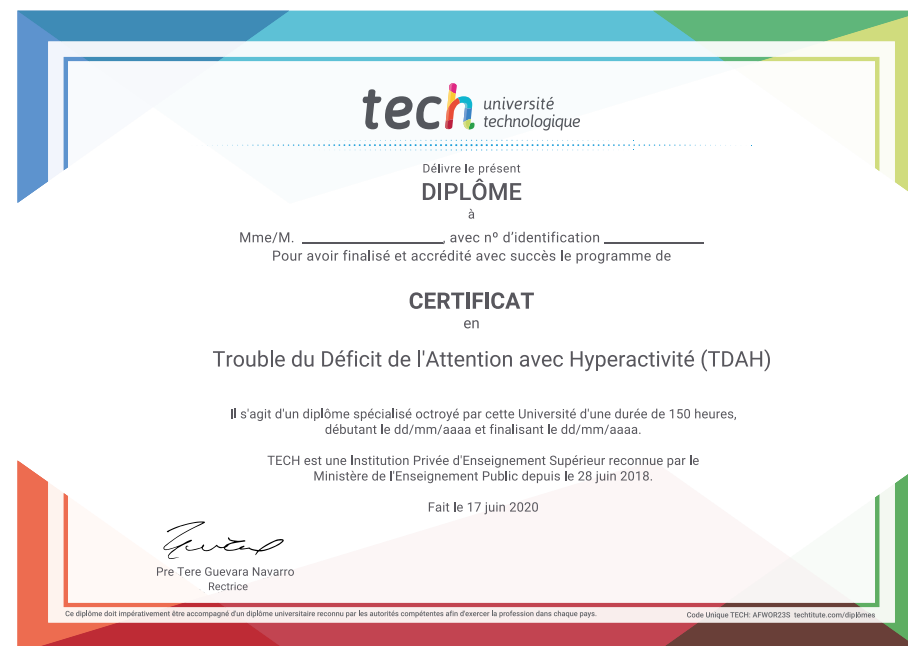 tech université
technologique
Délivre le présent
DIPLÔME
à
Mme/M. ____________, avec nº d'identification ____________
Pour avoir finalisé et accrédité avec succès le programme de
CERTIFICAT
en
Trouble du Déficit de l'Attention avec Hyperactivité (TDAH)
Il s'agit d'un diplôme spécialisé octroyé par cette Université d'une durée de 150 heures,
débutant le dd/mm/aaaa et finalisant le dd/mm/aaaa.
TECH est une Institution Privée d'Enseignement Supérieur reconnue par le
Ministère de l'Enseignement Public depuis le 28 juin 2018.
Fait le 17 juin 2020
Pre Tere Guevara Navarro
Rectrice
Ce diplôme doit impérativement être accompagné d'un diplôme universitaire reconnu par les autorités compétentes afin d'exercer la profession dans chaque pays.
Code Unique TECH: AFWOR23S techtitute.com/diplômes